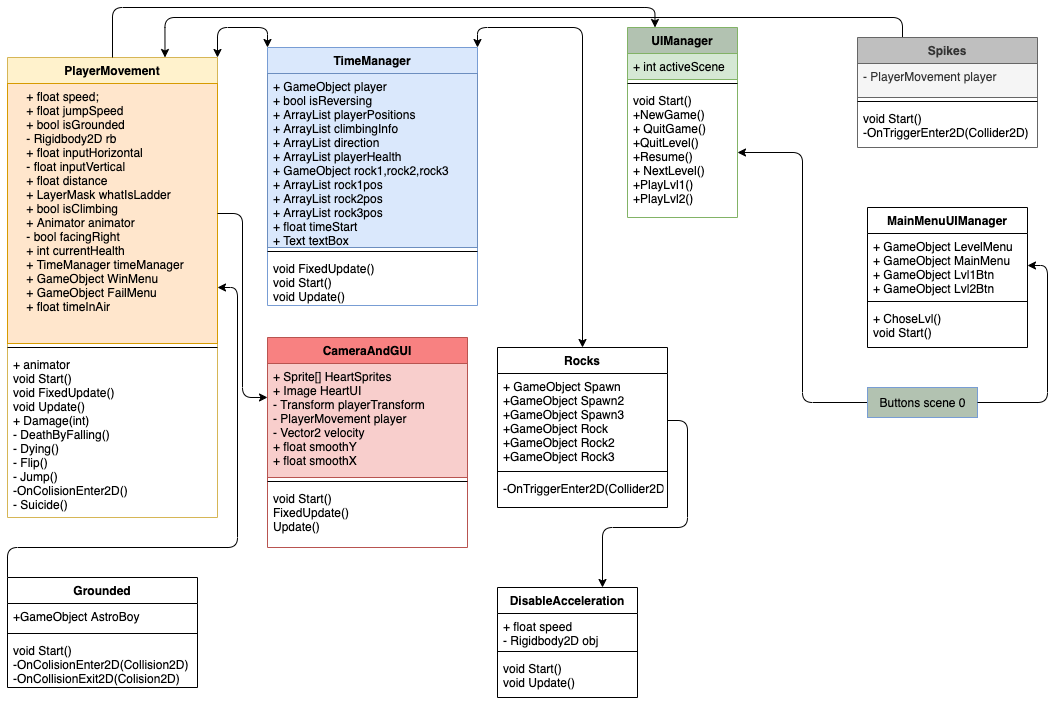 PlayerMovement
+ float speed;
+ float jumpSpeed
+ bool isGrounded
- Rigidbody2D rb
+ float inputHorizontal
- float inputVertical
+ float distance
+ LayerMask whatIsLadder
+ bool isClimbing
+ Animator animator
- bool facingRight
+ int currentHealth
+ TimeManager timeManager
+ GameObject WinMenu
+ GameObject FailMenu
+ float timeInAir
+ animator
void Start()
void FixedUpdate()
void Update()
+ Damage(int)
- DeathByFalling()
- Dying()
- Flip()
- Jump()
-OnColisionEnter2D()
- Suicide()
TimeManager
+ GameObject player
+ bool isReversing
+ ArrayList playerPositions
+ ArrayList climbingInfo
+ ArrayList direction
+ ArrayList playerHealth
+ GameObject rock1,rock2,rock3
+ ArrayList rock1pos
+ ArrayList rock2pos
+ ArrayList rock3pos
+ float timeStart
+ Text textBox
void FixedUpdate()
void Start()
void Update()
UIManager
+ int activeScene
void Start()
+NewGame()
+ QuitGame()
+QuitLevel()
+Resume()
+ NextLevel()
+PlayLvl1()
+PlayLvl2()
Spikes
- PlayerMovement player
void Start()
-OnTriggerEnter2D(Collider2D)
MainMenuUIManager
+ GameObject LevelMenu
+ GameObject MainMenu
+ GameObject Lvl1Btn
+ GameObject Lvl2Btn
+ ChoseLvl()
void Start()
Buttons scene 0
CameraAndGUI
+ Sprite[] HeartSprites
+ Image HeartUI
- Transform playerTransform
- PlayerMovement player
- Vector2 velocity
+ float smoothY
+ float smoothX
void Start()
FixedUpdate()
Update()
Rocks
+ GameObject Spawn
+GameObject Spawn2
+GameObject Spawn3
+GameObject Rock
+GameObject Rock2
+GameObject Rock3
-OnTriggerEnter2D(Collider2D
Grounded
+GameObject AstroBoy
void Start()
-OnColisionEnter2D(Collision2D)
-OnCollisionExit2D(Colision2D)
DisableAcceleration
+ float speed
- Rigidbody2D obj
void Start()
void Update()